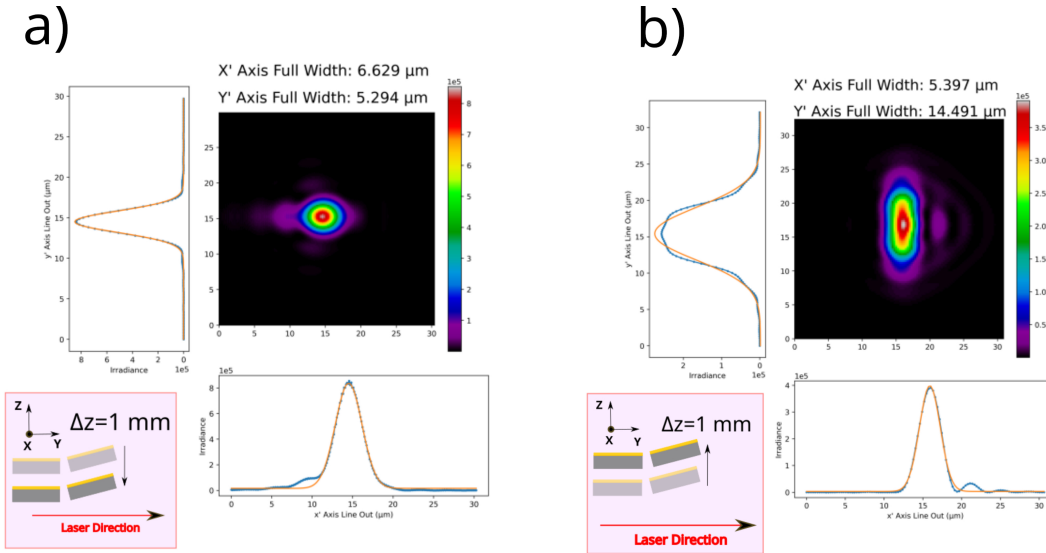 a)
X' Axis Full Width: 6.629 μm
Y' Axis Full Width: 5.294 μm
1e5
30
25
20
15
10
5
0
y' Axis Line Out (μm)
8 6 4 2 0
Irradiance
1e5
25
20
15
10
5
0
0 5 10 15 20 25 30
8
7
6
5
4
3
2
1
Z
X
Y
Δz=1 mm
Laser Direction
1e5
8
6
4
2
0
Irradiance
0 5 10 15 20 25 30
x' Axis Line Out (μm)
b)
X' Axis Full Width: 5.397 μm
Y' Axis Full Width: 14.491 μm
1e5
30
25
20
15
10
5
0
y' Axis Line Out (μm)
2 1 0
Irradiance
1e5
30
25
20
15
10
5
0
0 5 10 15 20 25 30
3.5
3.0
2.5
2.0
1.5
1.0
0.5
Z
X
Y
Δz=1 mm
Laser Direction
1e5
4
3
2
1
0
Irradiance
0 5 10 15 20 25 30
x' Axis Line Out (μm)